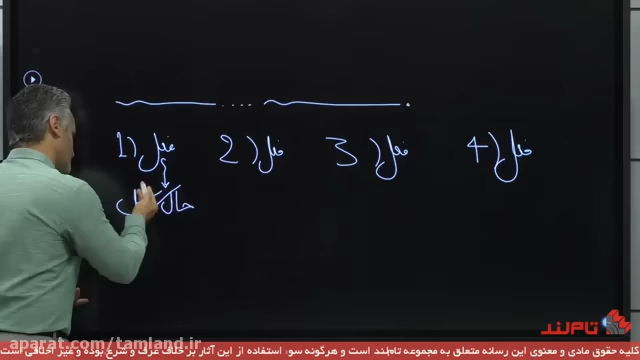 1) فعل 2) فعل 3) فعل 4) فعل
حال
تام‌لند
کلیه حقوق مادی و معنوی این رسانه متعلق به مجموعه تاملند است و هرگونه سوء استفاده از این آثار بر خلاف عرف و شرع بوده و غیر اخلاقی است
aparat.com/tamland.ir